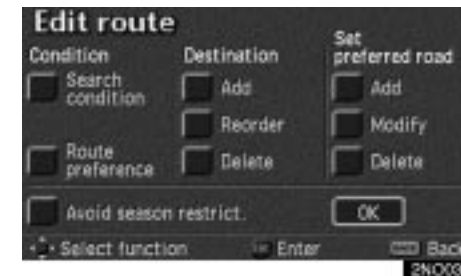 Edit route
Condition
Destination
Set
preferred road
Search
condition
Add
Add
Reorder
Modify
Route
preference
Delete
Delete
Avoid season restrict.
OK
Select function
Enter
Back